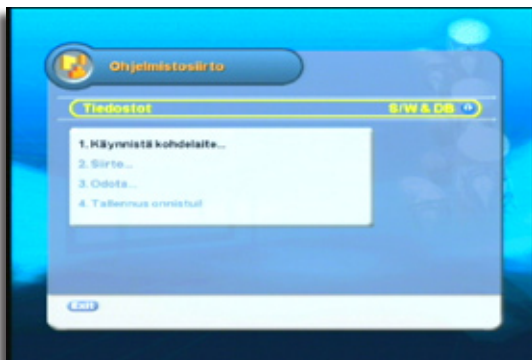 Ohjelmistosiirto
Tiedostot S/W & DB
1. Käynnistä kohdelaite...
2. Siirto...
3. Odota...
4. Tallennus onnistui!
Exit